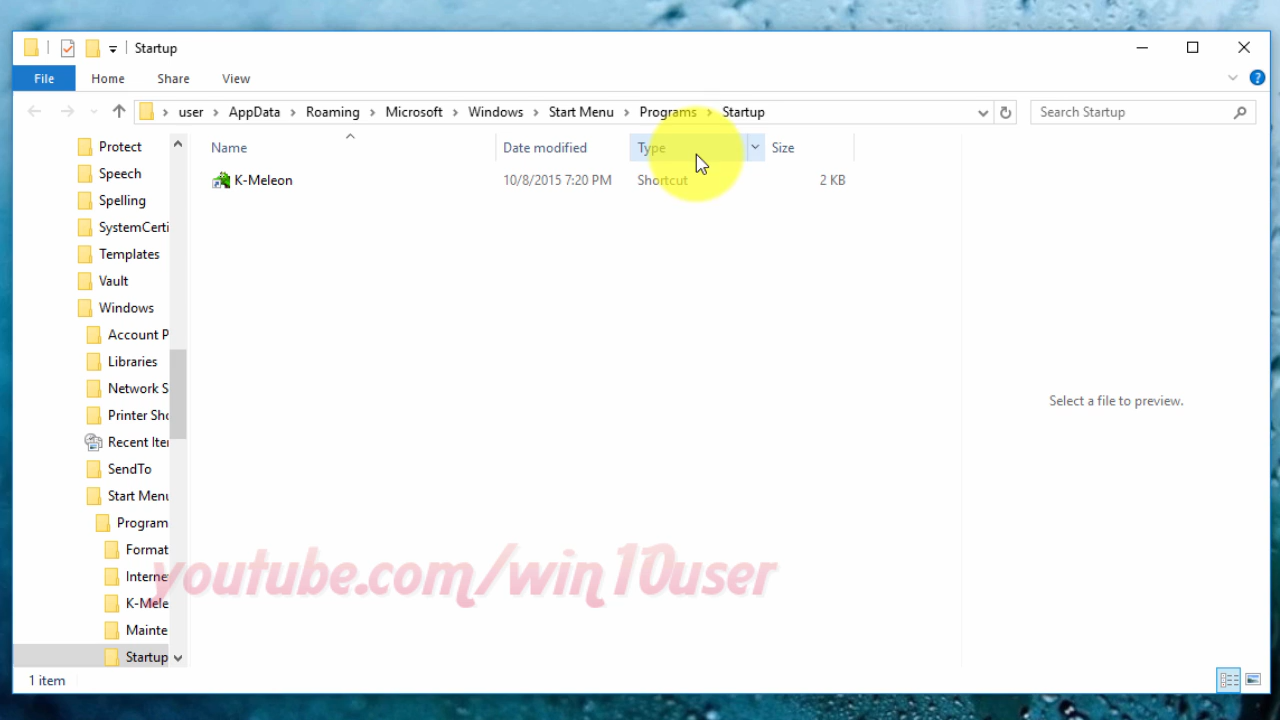 Startup
File Home Share View
user AppData Roaming Microsoft Windows Start Menu Programs Startup
Search Startup
Name Date modified Type Size
K-Meleon 10/8/2015 7:20 PM Shortcut 2 KB
Protect
Speech
Spelling
SystemCerti
Templates
Vault
Windows
Account P
Libraries
Network S
Printer Sho
Recent Iter
SendTo
Start Menu
Program
Format
Interne
K-Mele
Mainte
Startup
Select a file to preview.
youtube.com/win10user
1 item